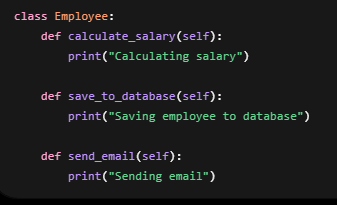 class Employee:
    def calculate_salary(self):
        print("Calculating salary")

    def save_to_database(self):
        print("Saving employee to database")

    def send_email(self):
        print("Sending email")